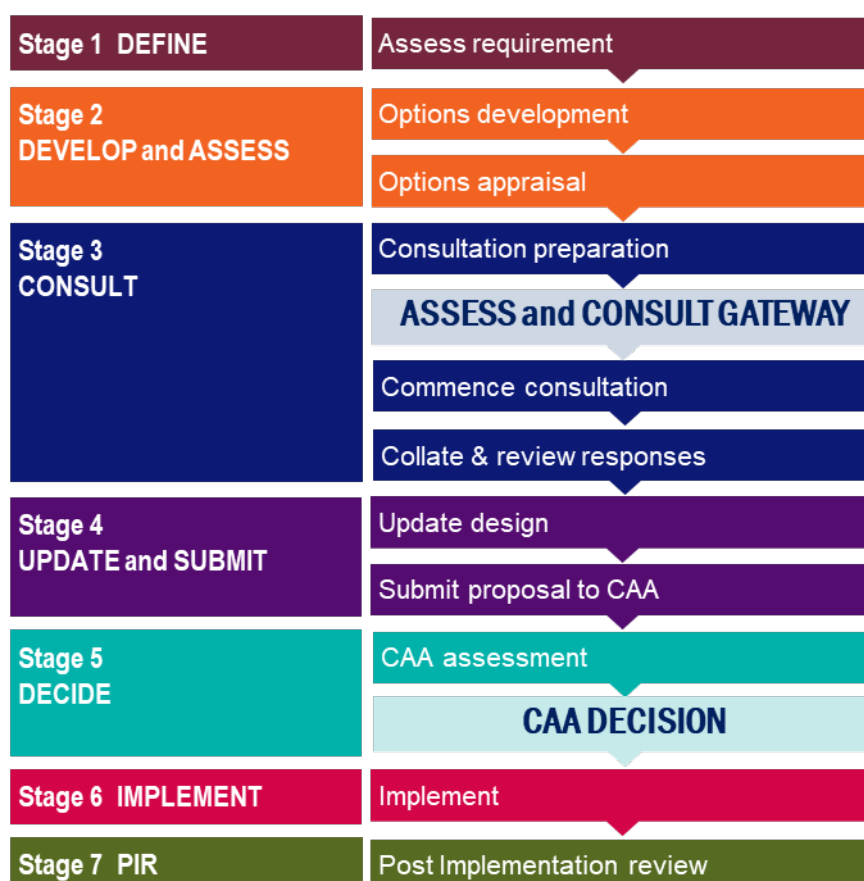 Stage 1 DEFINE
Assess requirement
Stage 2
DEVELOP and ASSESS
Options development
Options appraisal
Stage 3
CONSULT
Consultation preparation
ASSESS and CONSULT GATEWAY
Commence consultation
Collate & review responses
Stage 4
UPDATE and SUBMIT
Update design
Submit proposal to CAA
Stage 5
DECIDE
CAA assessment
CAA DECISION
Stage 6 IMPLEMENT
Implement
Stage 7 PIR
Post Implementation review